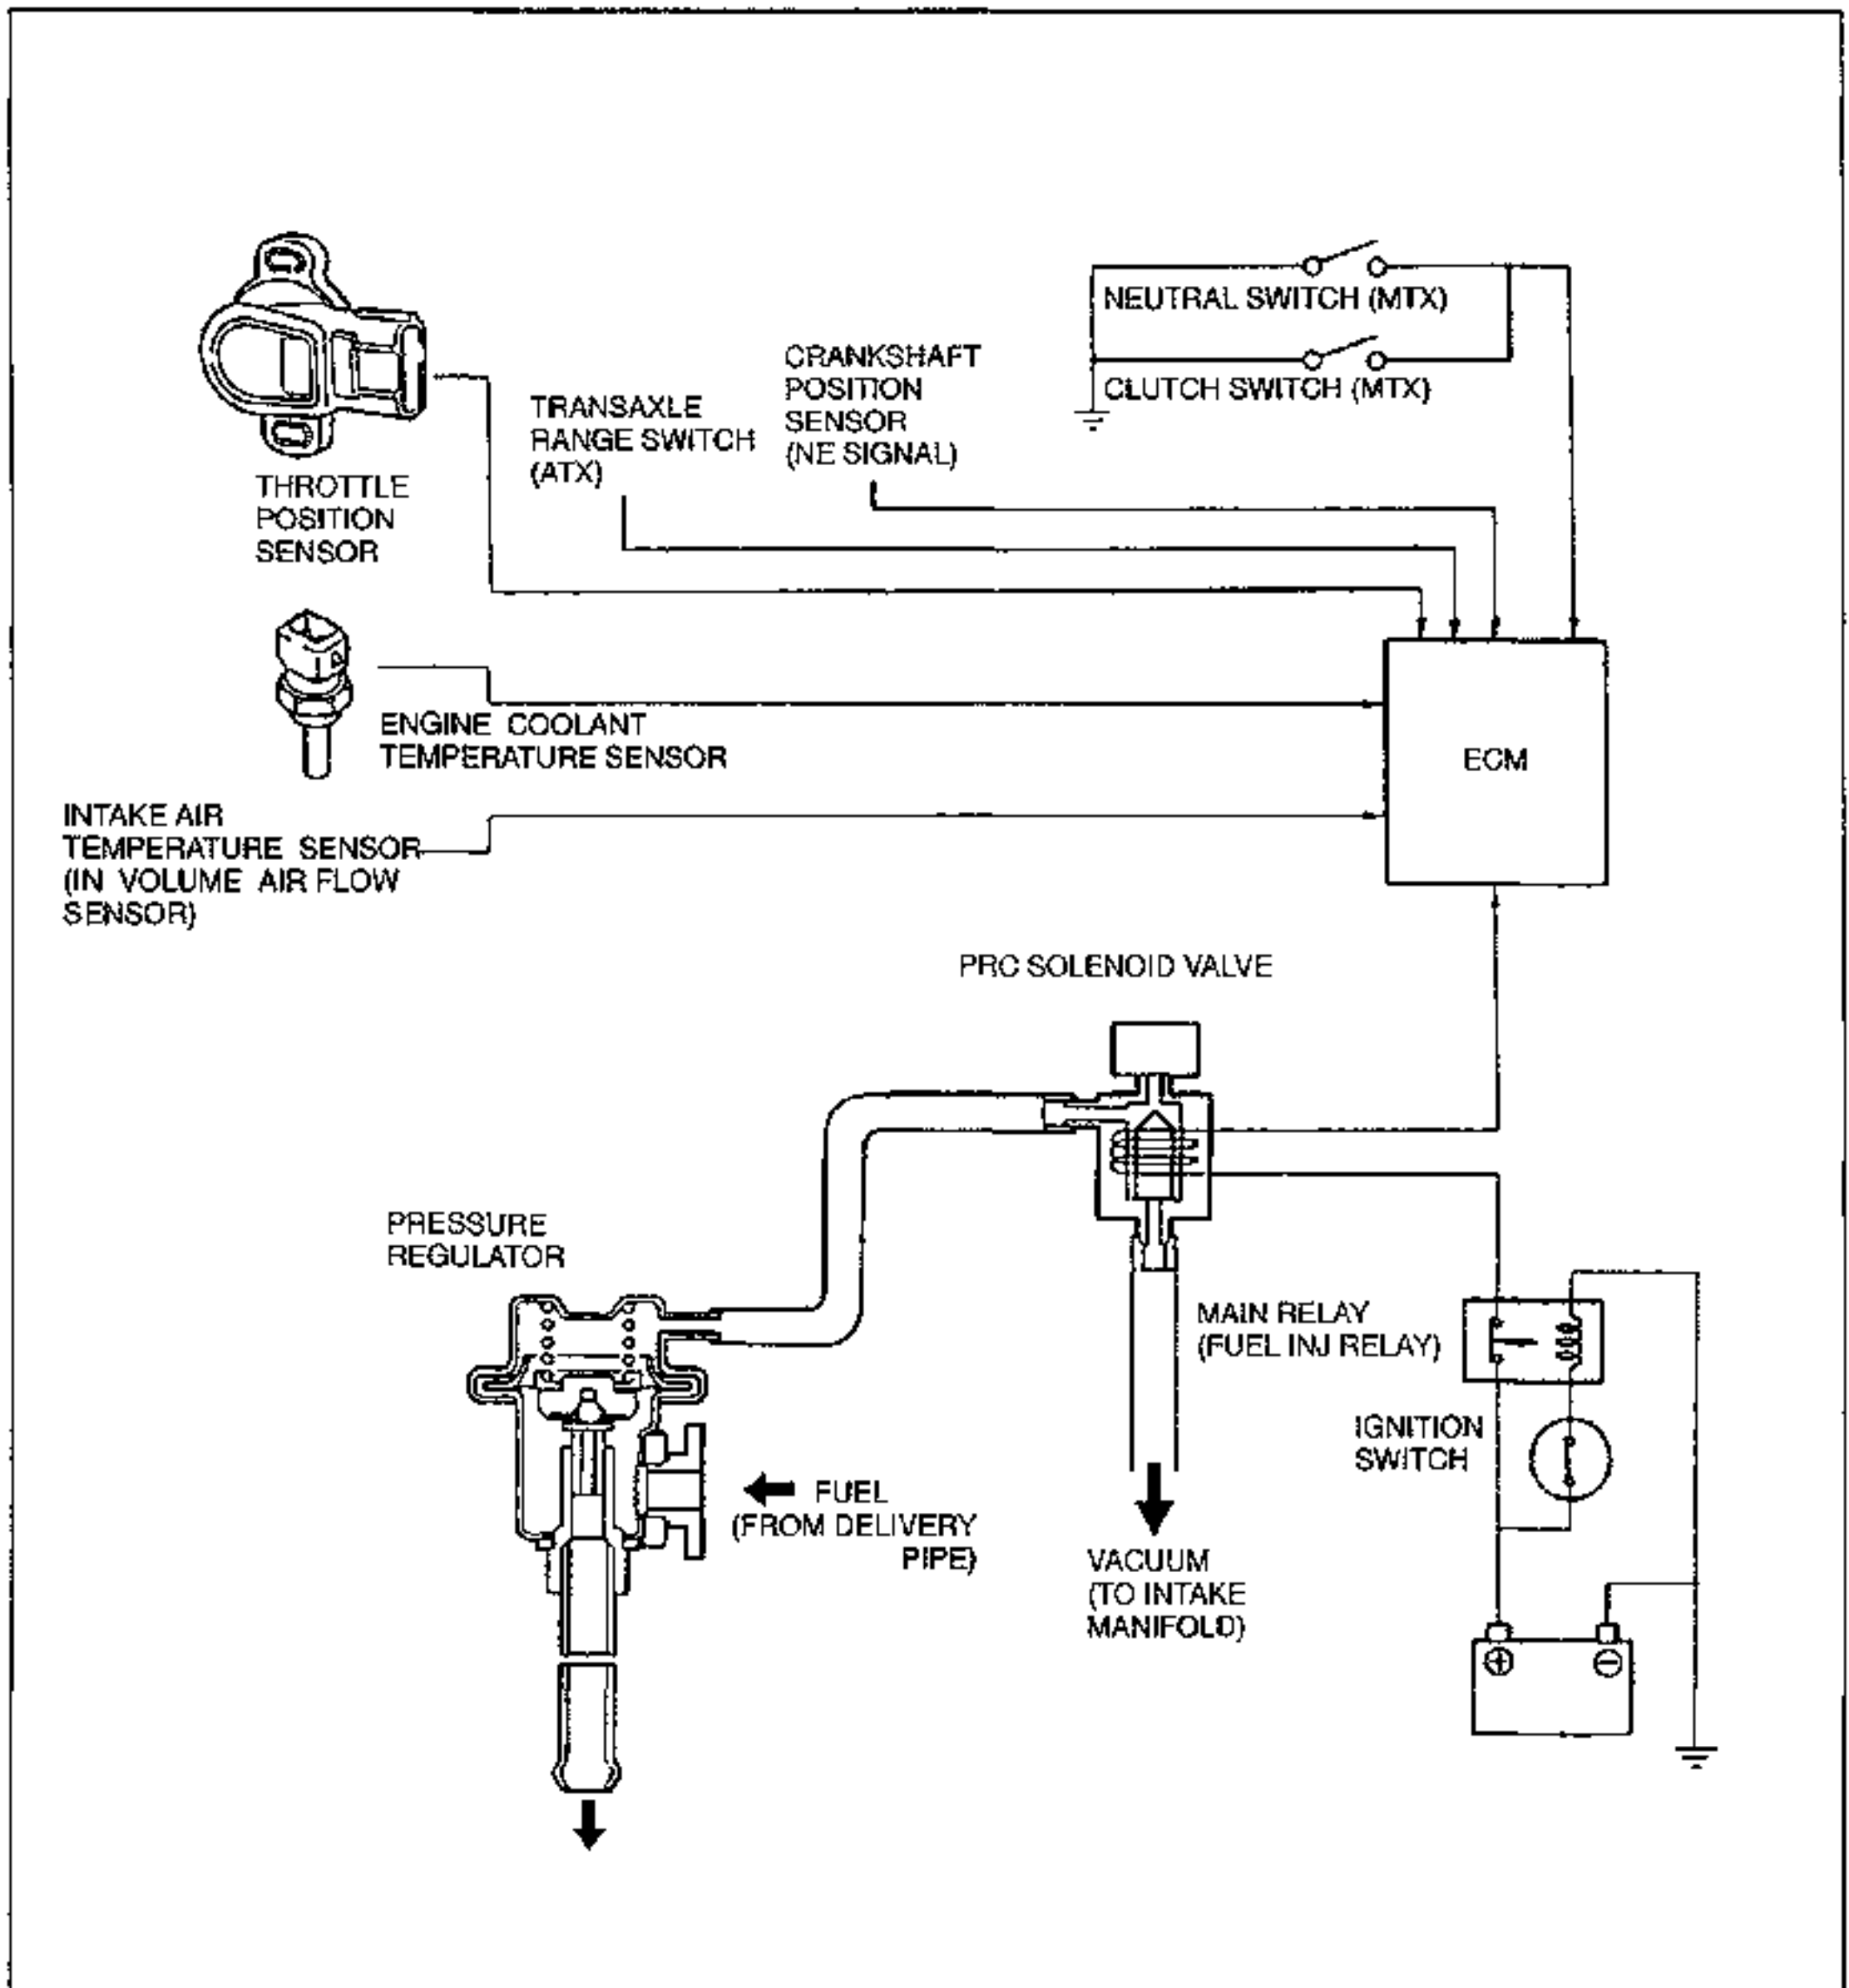 NEUTRAL SWITCH (MTX)
CLUTCH SWITCH (MTX)
CRANKSHAFT
POSITION
SENSOR
(NE SIGNAL)
TRANSAXLE
RANGE SWITCH
(ATX)
THROTTLE
POSITION
SENSOR
ENGINE COOLANT
TEMPERATURE SENSOR
ECM
INTAKE AIR
TEMPERATURE SENSOR
(IN VOLUME AIR FLOW
SENSOR)
PRC SOLENOID VALVE
PRESSURE
REGULATOR
MAIN RELAY
(FUEL INJ RELAY)
IGNITION
SWITCH
FUEL
(FROM DELIVERY
PIPE)
VACUUM
(TO INTAKE
MANIFOLD)
+ −